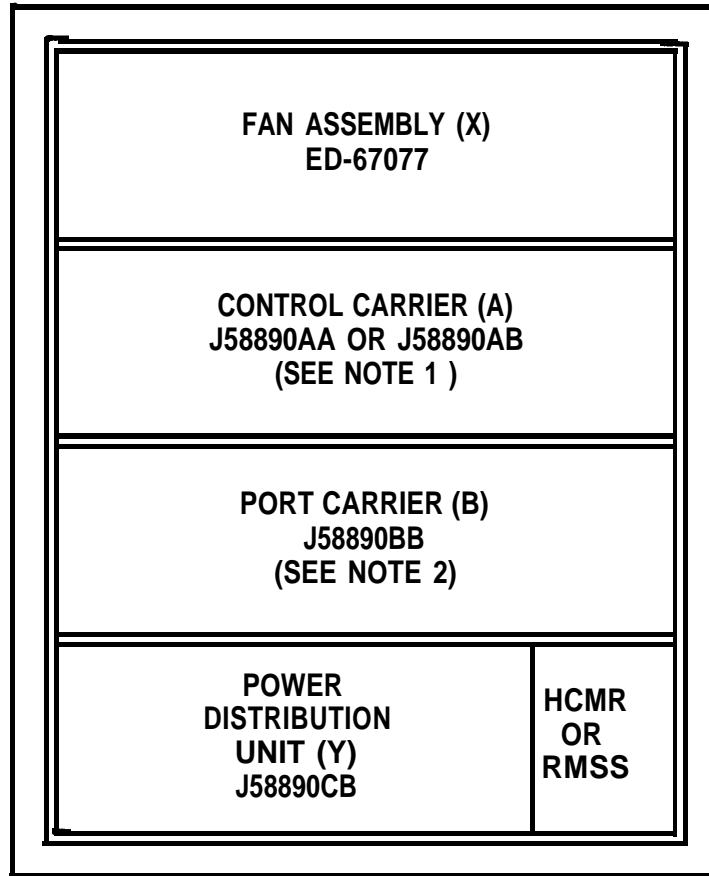 FAN ASSEMBLY (X)
ED-67077
CONTROL CARRIER (A)
J58890AA OR J58890AB
(SEE NOTE 1 )
PORT CARRIER (B)
J58890BB
(SEE NOTE 2)
POWER
DISTRIBUTION
UNIT (Y)
J58890CB
HCMR
OR
RMSS